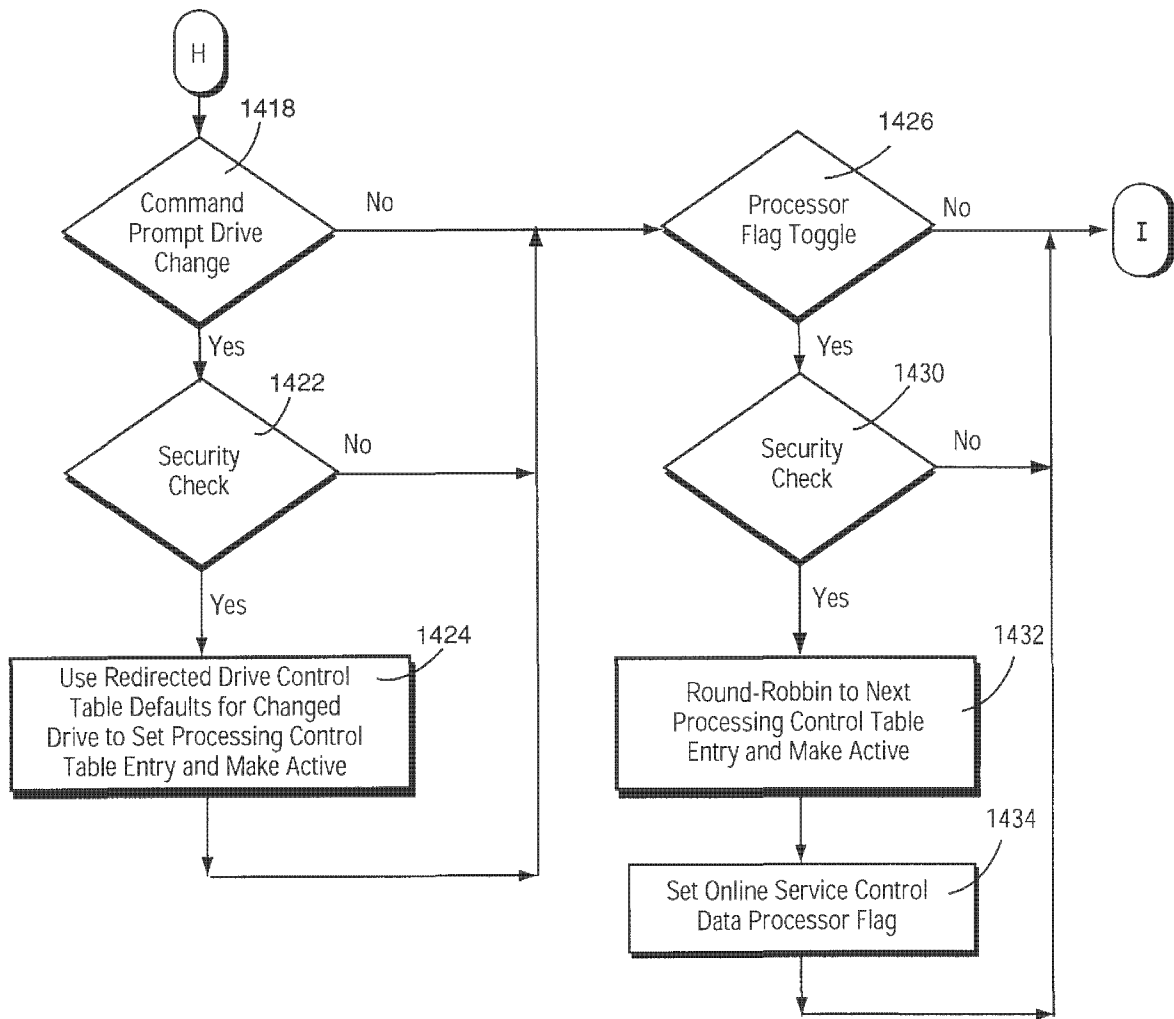 H
1418
Command
Prompt Drive
Change
No
Yes
1422
Security
Check
No
Yes
1424
Use Redirected Drive Control
Table Defaults for Changed
Drive to Set Processing Control
Table Entry and Make Active
1426
Processor
Flag Toggle
No
I
Yes
1430
Security
Check
No
Yes
1432
Round-Robbin to Next
Processing Control Table
Entry and Make Active
1434
Set Online Service Control
Data Processor Flag